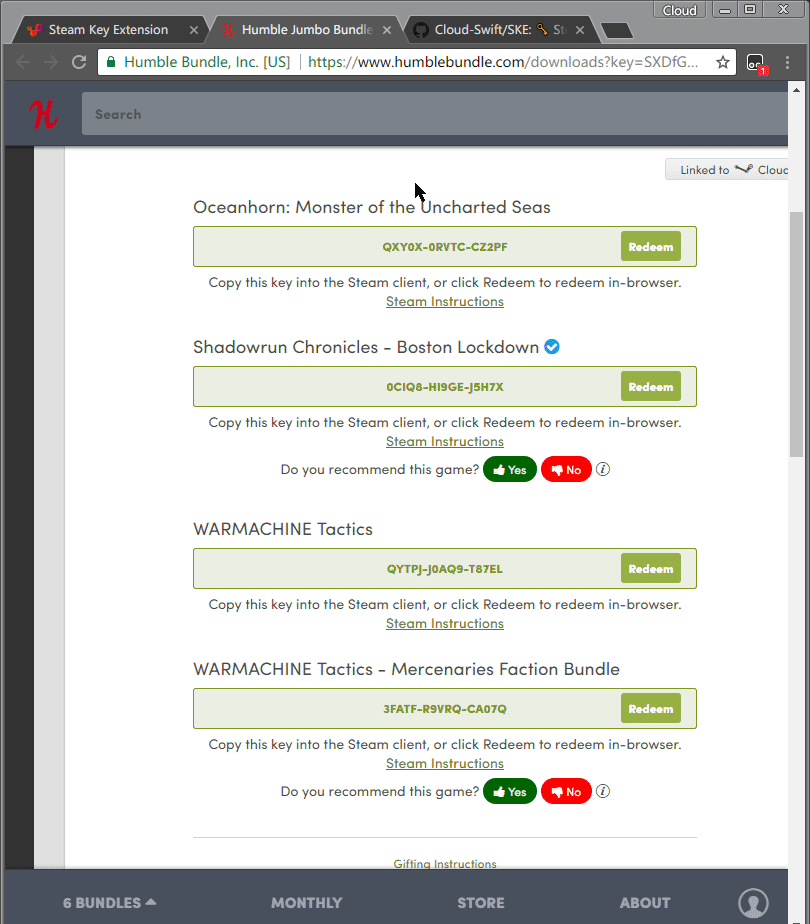 Cloud
Steam Key Extension
Humble Jumbo Bundle
Cloud-Swift/SKE: Ste
Humble Bundle, Inc. [US] https://www.humblebundle.com/downloads?key=SXDfG...
1
H
Search
Linked to Cloud
Oceanhorn: Monster of the Uncharted Seas
QXY0X-0RVTC-CZ2PF Redeem
Copy this key into the Steam client, or click Redeem to redeem in-browser.
Steam Instructions
Shadowrun Chronicles - Boston Lockdown
0CIQ8-HI9GE-J5H7X Redeem
Copy this key into the Steam client, or click Redeem to redeem in-browser.
Steam Instructions
Do you recommend this game? Yes No i
WARMACHINE Tactics
QYTPJ-J0AQ9-T87EL Redeem
Copy this key into the Steam client, or click Redeem to redeem in-browser.
Steam Instructions
WARMACHINE Tactics - Mercenaries Faction Bundle
3FATF-R9VRQ-CA07Q Redeem
Copy this key into the Steam client, or click Redeem to redeem in-browser.
Steam Instructions
Do you recommend this game? Yes No i
Gifting Instructions
6 BUNDLES MONTHLY STORE ABOUT